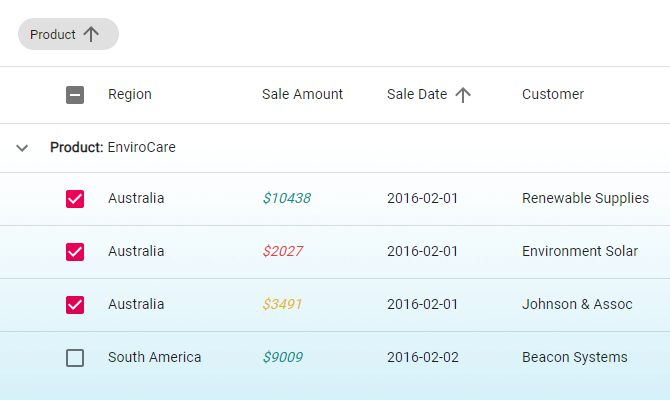 Product
Region Sale Amount Sale Date Customer
Product: EnviroCare
Australia $10438 2016-02-01 Renewable Supplies
Australia $2027 2016-02-01 Environment Solar
Australia $3491 2016-02-01 Johnson & Assoc
South America $9009 2016-02-02 Beacon Systems